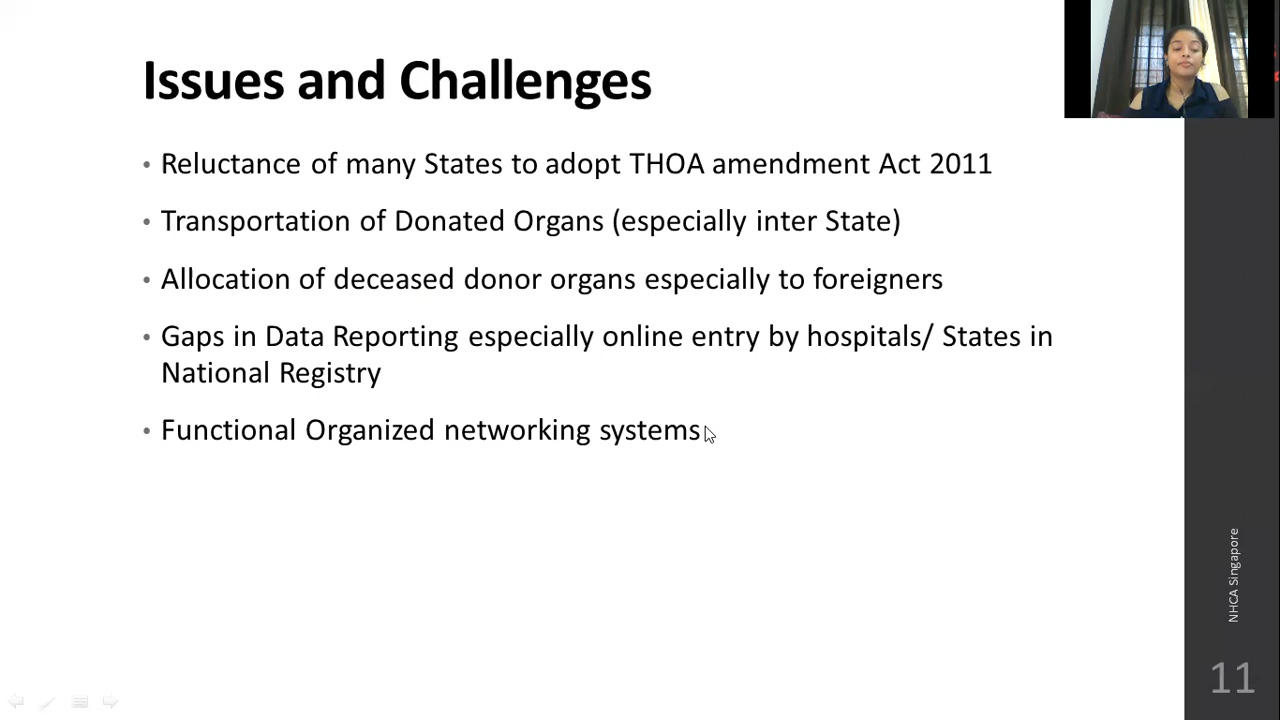 Issues and Challenges
• Reluctance of many States to adopt THOA amendment Act 2011
• Transportation of Donated Organs (especially inter State)
• Allocation of deceased donor organs especially to foreigners
• Gaps in Data Reporting especially online entry by hospitals/ States in
National Registry
• Functional Organized networking systems
NHCA Singapore
11